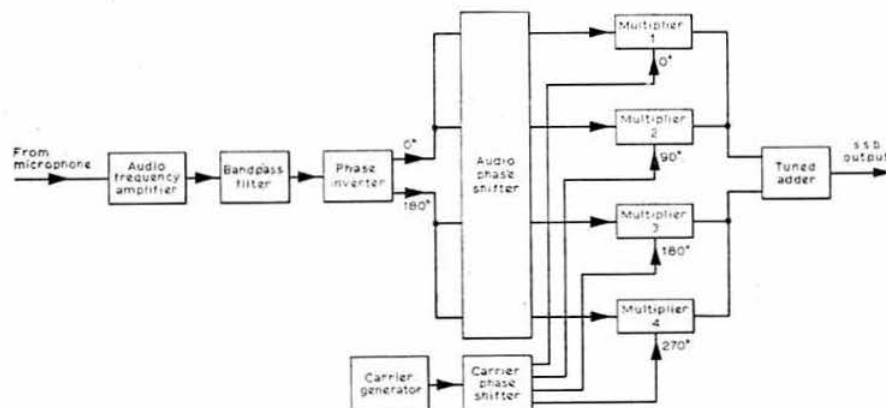 From
microphone
Audio
frequency
amplifier
Bandpass
filter
Phase
inverter
0°
180°
Audio
phase
shifter
Multiplier
1
0°
Multiplier
2
90°
Multiplier
3
180°
Multiplier
4
270°
Tuned
adder
s s b
output
Carrier
generator
Carrier
phase
shifter